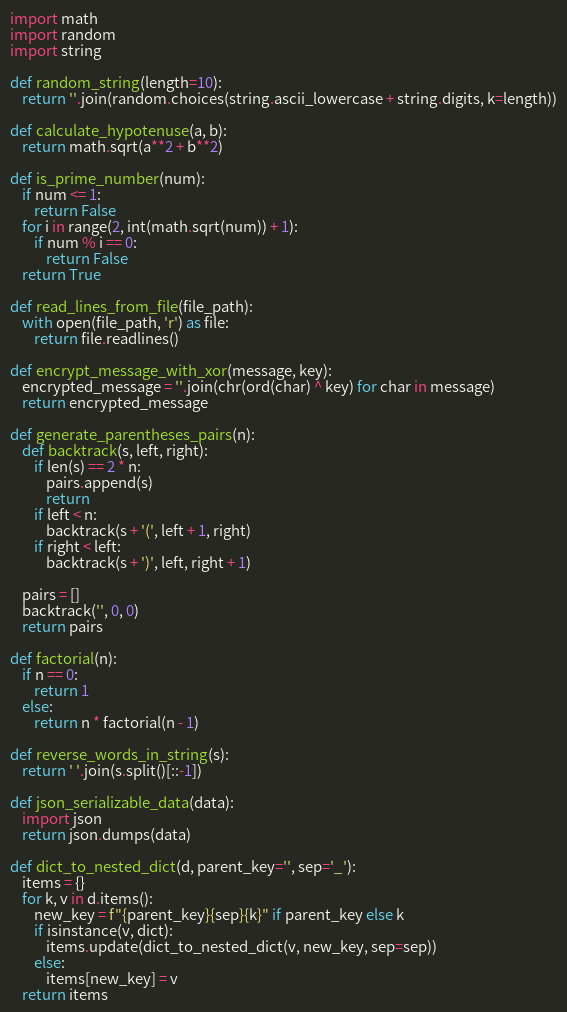 import math
import random
import string

def random_string(length=10):
    return ''.join(random.choices(string.ascii_lowercase + string.digits, k=length))

def calculate_hypotenuse(a, b):
    return math.sqrt(a**2 + b**2)

def is_prime_number(num):
    if num <= 1:
        return False
    for i in range(2, int(math.sqrt(num)) + 1):
        if num % i == 0:
            return False
    return True

def read_lines_from_file(file_path):
    with open(file_path, 'r') as file:
        return file.readlines()

def encrypt_message_with_xor(message, key):
    encrypted_message = ''.join(chr(ord(char) ^ key) for char in message)
    return encrypted_message

def generate_parentheses_pairs(n):
    def backtrack(s, left, right):
        if len(s) == 2 * n:
            pairs.append(s)
            return
        if left < n:
            backtrack(s + '(', left + 1, right)
        if right < left:
            backtrack(s + ')', left, right + 1)

    pairs = []
    backtrack('', 0, 0)
    return pairs

def factorial(n):
    if n == 0:
        return 1
    else:
        return n * factorial(n - 1)

def reverse_words_in_string(s):
    return ' '.join(s.split()[::-1])

def json_serializable_data(data):
    import json
    return json.dumps(data)

def dict_to_nested_dict(d, parent_key='', sep='_'):
    items = {}
    for k, v in d.items():
        new_key = f"{parent_key}{sep}{k}" if parent_key else k
        if isinstance(v, dict):
            items.update(dict_to_nested_dict(v, new_key, sep=sep))
        else:
            items[new_key] = v
    return items